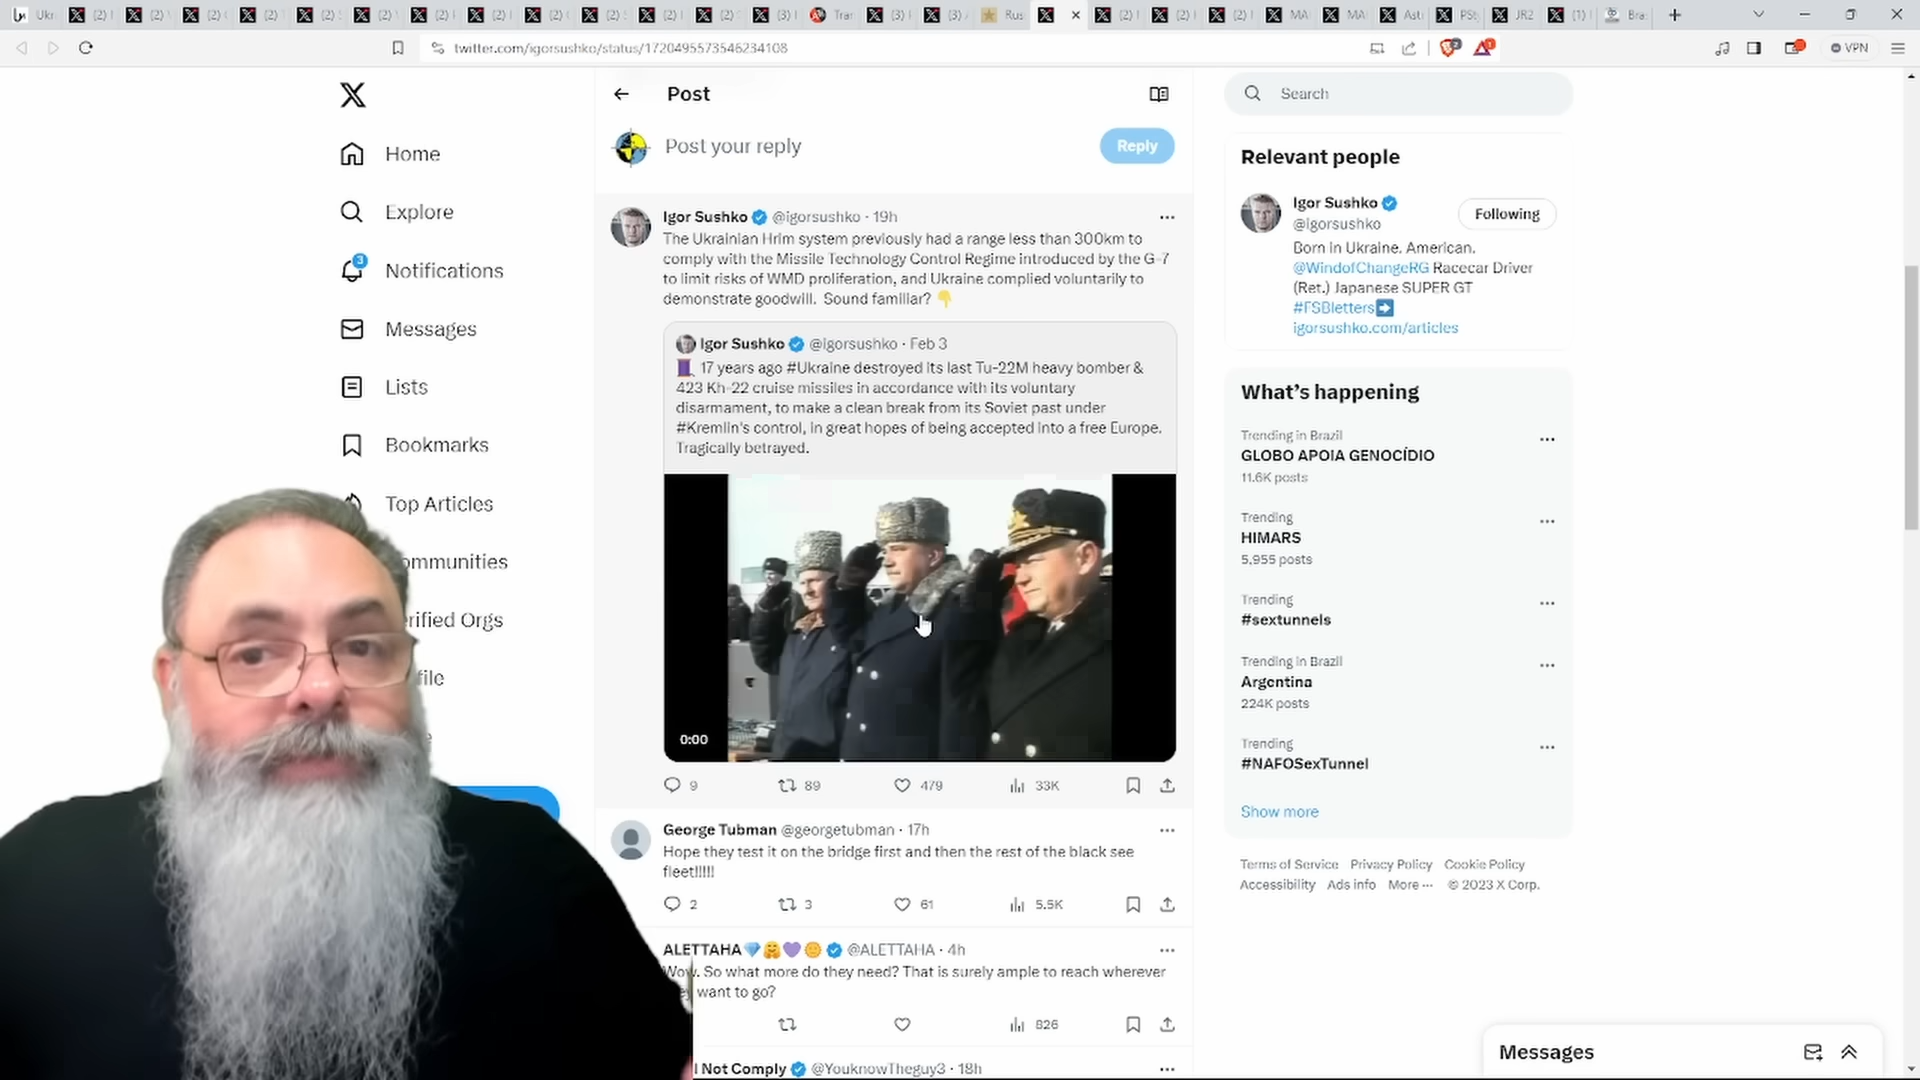 twitter.com/igorsushko/status/1720495573546234108
VPN
Home
Explore
3
Notifications
Messages
Lists
Bookmarks
Top Articles
ommunities
rified Orgs
file
Post
Post your reply
Reply
Igor Sushko @igorsushko · 19h
The Ukrainian Hrim system previously had a range less than 300km to
comply with the Missile Technology Control Regime introduced by the G-7
to limit risks of WMD proliferation, and Ukraine complied voluntarily to
demonstrate goodwill. Sound familiar? 👇
Igor Sushko @igorsushko · Feb 3
🧵 17 years ago #Ukraine destroyed its last Tu-22M heavy bomber &
423 Kh-22 cruise missiles in accordance with its voluntary
disarmament, to make a clean break from its Soviet past under
#Kremlin's control, in great hopes of being accepted into a free Europe.
Tragically betrayed.
0:00
9 89 479 33K
George Tubman @georgetubman · 17h
Hope they test it on the bridge first and then the rest of the black see
fleet!!!!!
2 3 61 5.5K
ALETTAHA💎🤗💜🌞 @ALETTAHA · 4h
Wow. So what more do they need? That is surely ample to reach wherever
want to go?
826
Not Comply @YouknowTheguy3 · 18h
Search
Relevant people
Igor Sushko
@igorsushko
Following
Born in Ukraine. American.
@WindofChangeRG Racecar Driver
(Ret.) Japanese SUPER GT
#FSBletters➡️
igorsushko.com/articles
What's happening
Trending in Brazil
GLOBO APOIA GENOCÍDIO
11.6K posts
Trending
HIMARS
5,955 posts
Trending
#sextunnels
Trending in Brazil
Argentina
224K posts
Trending
#NAFOSexTunnel
Show more
Terms of Service Privacy Policy Cookie Policy
Accessibility Ads info More ··· © 2023 X Corp.
Messages